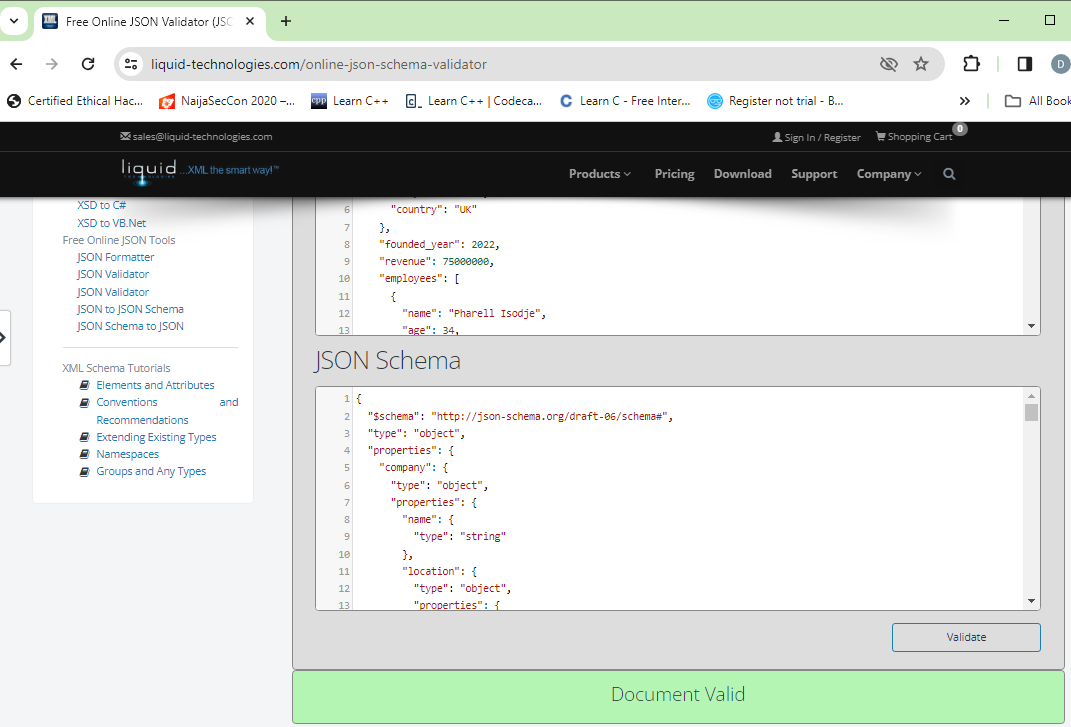 Free Online JSON Validator (JSC
liquid-technologies.com/online-json-schema-validator
D
Certified Ethical Hac... NaijaSecCon 2020 –... Learn C++ Learn C++ | Codeca... Learn C - Free Inter... Register not trial - B... » All Book
sales@liquid-technologies.com Sign In / Register Shopping Cart 0
liquid ...XML the smart way!™
Products Pricing Download Support Company
XSD to C#
XSD to VB.Net
Free Online JSON Tools
JSON Formatter
JSON Validator
JSON Validator
JSON to JSON Schema
JSON Schema to JSON
XML Schema Tutorials
Elements and Attributes
Conventions and
Recommendations
Extending Existing Types
Namespaces
Groups and Any Types
6 "country": "UK"
7 },
8 "founded_year": 2022,
9 "revenue": 75000000,
10 "employees": [
11 {
12 "name": "Pharell Isodje",
13 "age": 34,
JSON Schema
1 {
2 "$schema": "http://json-schema.org/draft-06/schema#",
3 "type": "object",
4 "properties": {
5 "company": {
6 "type": "object",
7 "properties": {
8 "name": {
9 "type": "string"
10 },
11 "location": {
12 "type": "object",
13 "properties": {
Validate
Document Valid